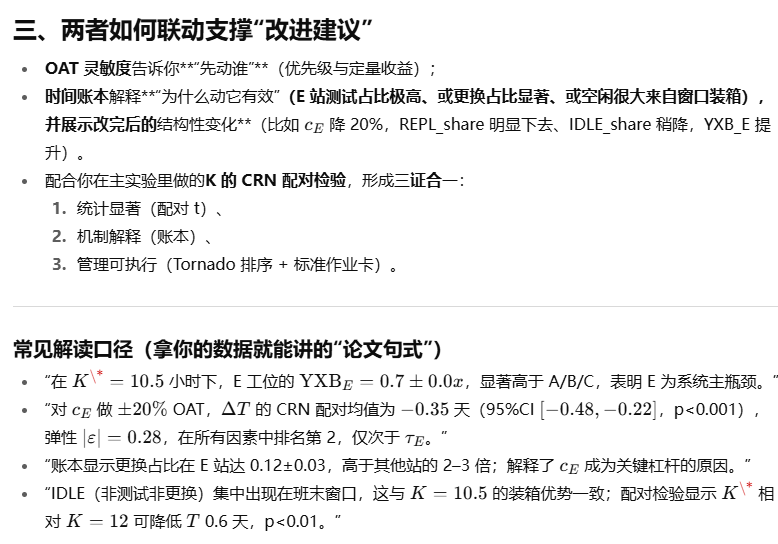 三、两者如何联动支撑“改进建议”
• OAT 灵敏度告诉你**“先动谁”**（优先级与定量收益）；
• 时间账本解释**“为什么动它有效”（E 站测试占比极高、或更换占比显著、或空闲很大来自窗口装箱），
并展示改完后的结构性变化**（比如 c_E 降 20%，REPL_share 明显下去、IDLE_share 稍降，YXB_E 提
升）。
• 配合你在主实验里做的K 的 CRN 配对检验，形成三证合一：
1. 统计显著（配对 t）、
2. 机制解释（账本）、
3. 管理可执行（Tornado 排序 + 标准作业卡）。
常见解读口径（拿你的数据就能讲的“论文句式”）
• “在 K^\* = 10.5 小时下，E 工位的 YXB_E = 0.7 ± 0.0x，显著高于 A/B/C，表明 E 为系统主瓶颈。”
• “对 c_E 做 ±20% OAT，ΔT 的 CRN 配对均值为 −0.35 天（95%CI [−0.48, −0.22]，p<0.001），
弹性 |ε| = 0.28，在所有因素中排名第 2，仅次于 τ_E。”
• “账本显示更换占比在 E 站达 0.12±0.03，高于其他站的 2–3 倍；解释了 c_E 成为关键杠杆的原因。”
• “IDLE（非测试非更换）集中出现在班末窗口，这与 K = 10.5 的装箱优势一致；配对检验显示 K^\* 相
对 K = 12 可降低 T 0.6 天，p<0.01。”